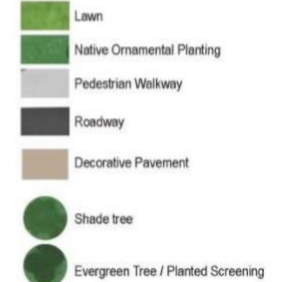 Lawn
Native Ornamental Planting
Pedestrian Walkway
Roadway
Decorative Pavement
Shade tree
Evergreen Tree / Planted Screening